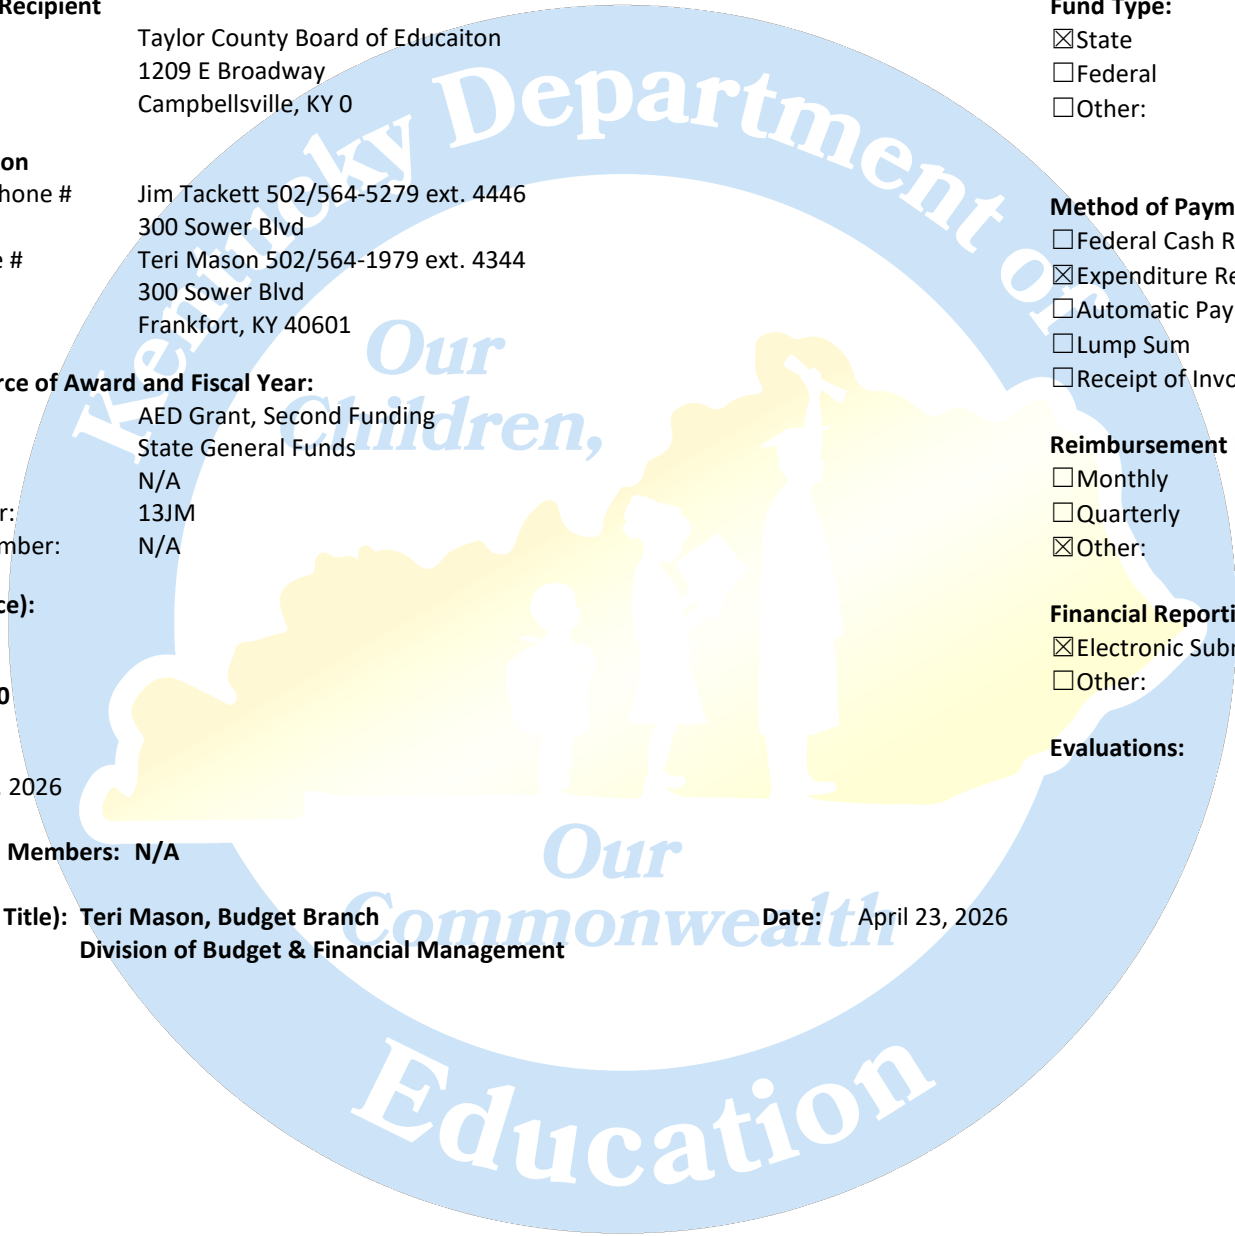 Recipient
Taylor County Board of Educaiton
1209 E Broadway
Campbellsville, KY 0
on
hone # Jim Tackett 502/564-5279 ext. 4446
300 Sower Blvd
e # Teri Mason 502/564-1979 ext. 4344
300 Sower Blvd
Frankfort, KY 40601
rce of Award and Fiscal Year:
AED Grant, Second Funding
State General Funds
N/A
r: 13JM
mber: N/A
ce):
0
, 2026
Members: N/A
Title): Teri Mason, Budget Branch Date: April 23, 2026
Division of Budget & Financial Management
Fund Type:
☒State
☐Federal
☐Other:
Method of Paym
☐Federal Cash R
☒Expenditure Re
☐Automatic Pay
☐Lump Sum
☐Receipt of Invo
Reimbursement
☐Monthly
☐Quarterly
☒Other:
Financial Reporti
☒Electronic Subr
☐Other:
Evaluations:
Kentucky Department of
Education
Our
Children,
Our
Commonwealth